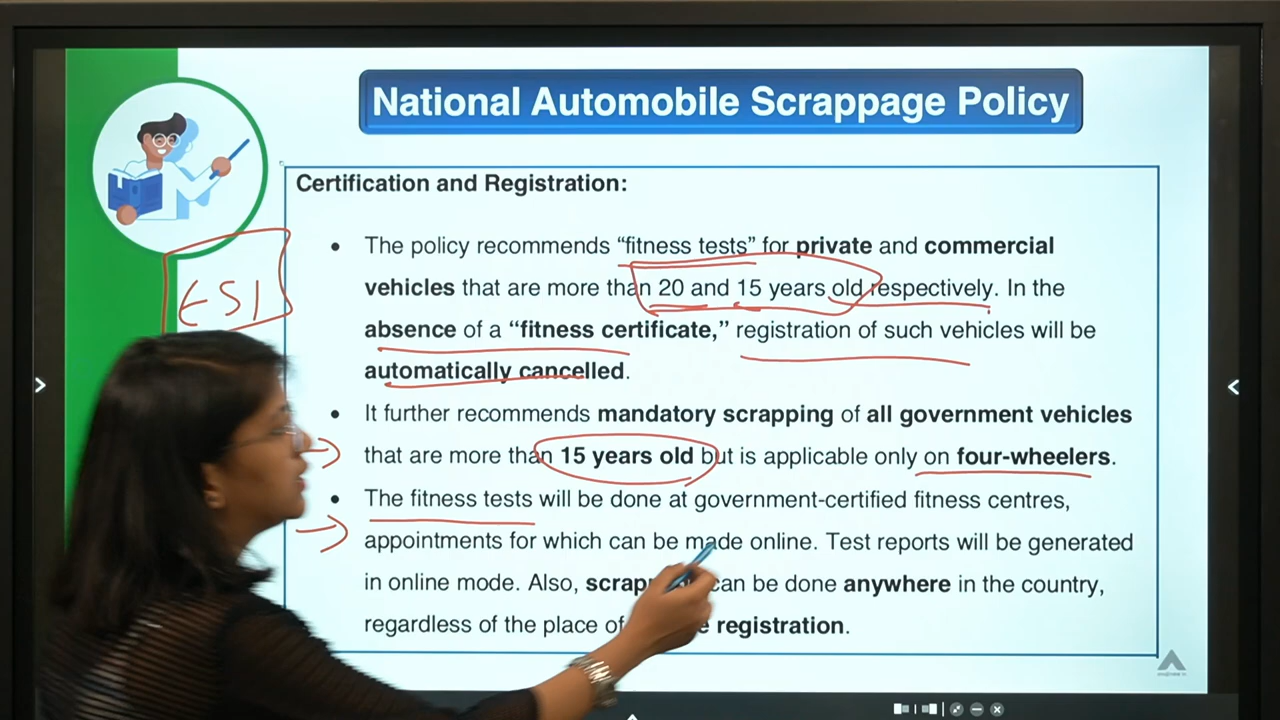 National Automobile Scrappage Policy
Certification and Registration:
• The policy recommends “fitness tests” for private and commercial
vehicles that are more than 20 and 15 years old respectively. In the
absence of a “fitness certificate,” registration of such vehicles will be
automatically cancelled.
ESI
• It further recommends mandatory scrapping of all government vehicles
that are more than 15 years old but is applicable only on four-wheelers.
• The fitness tests will be done at government-certified fitness centres,
appointments for which can be made online. Test reports will be generated
in online mode. Also, can be done anywhere in the country,
regardless of the place of registration.